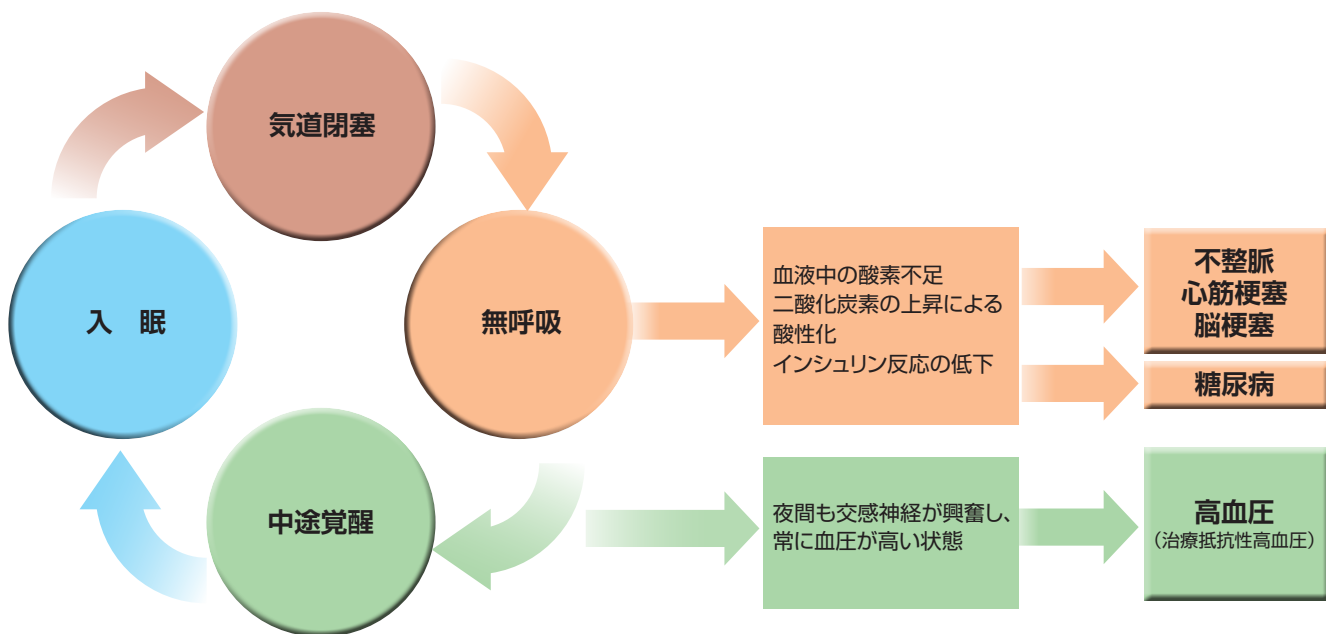 気道閉塞
入　眠
無呼吸
中途覚醒
血液中の酸素不足
二酸化炭素の上昇による
酸性化
インシュリン反応の低下
不整脈
心筋梗塞
脳梗塞
糖尿病
夜間も交感神経が興奮し、
常に血圧が高い状態
高血圧
（治療抵抗性高血圧）